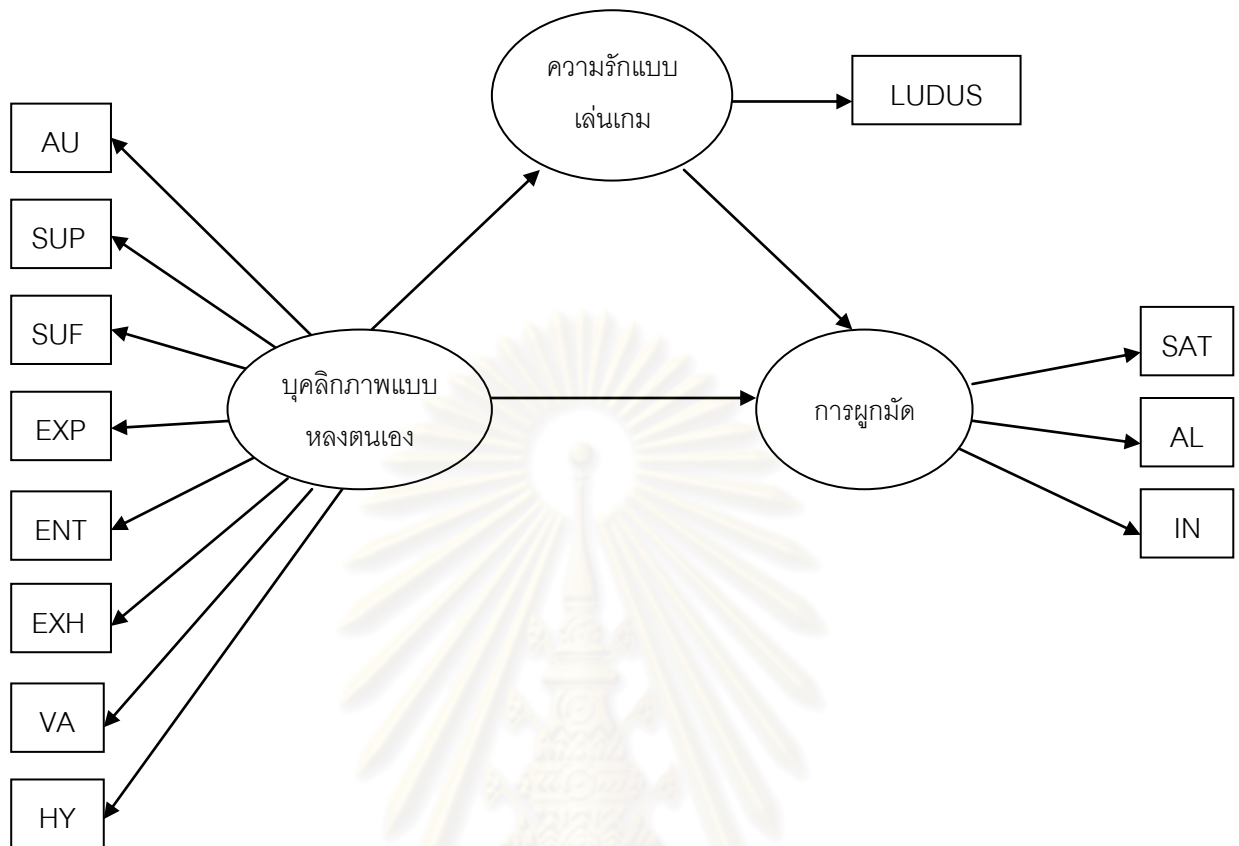 ความรักแบบ
เล่นเกม
LUDUS
AU
SUP
SUF
EXP
ENT
EXH
VA
HY
บุคลิกภาพแบบ
หลงตนเอง
การผูกมัด
SAT
AL
IN